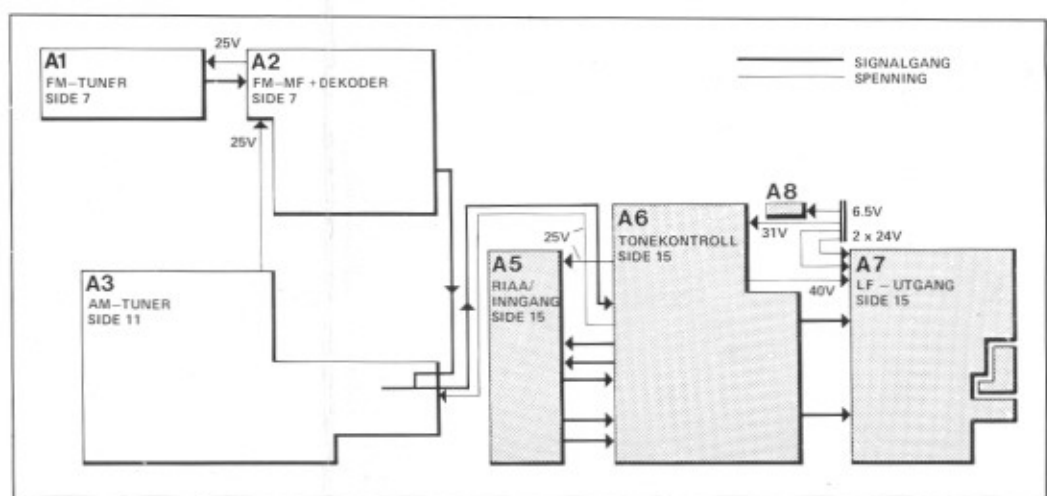 25V
A1
FM–TUNER
SIDE 7
A2
FM–MF + DEKODER
SIDE 7
SIGNALGANG
SPENNING
25V
A8
6.5V
31V
2 x 24V
A6
TONEKONTROLL
SIDE 15
25V
A5
RIAA/
INNGANG
SIDE 15
A7
LF – UTGANG
SIDE 15
40V
A3
AM–TUNER
SIDE 11